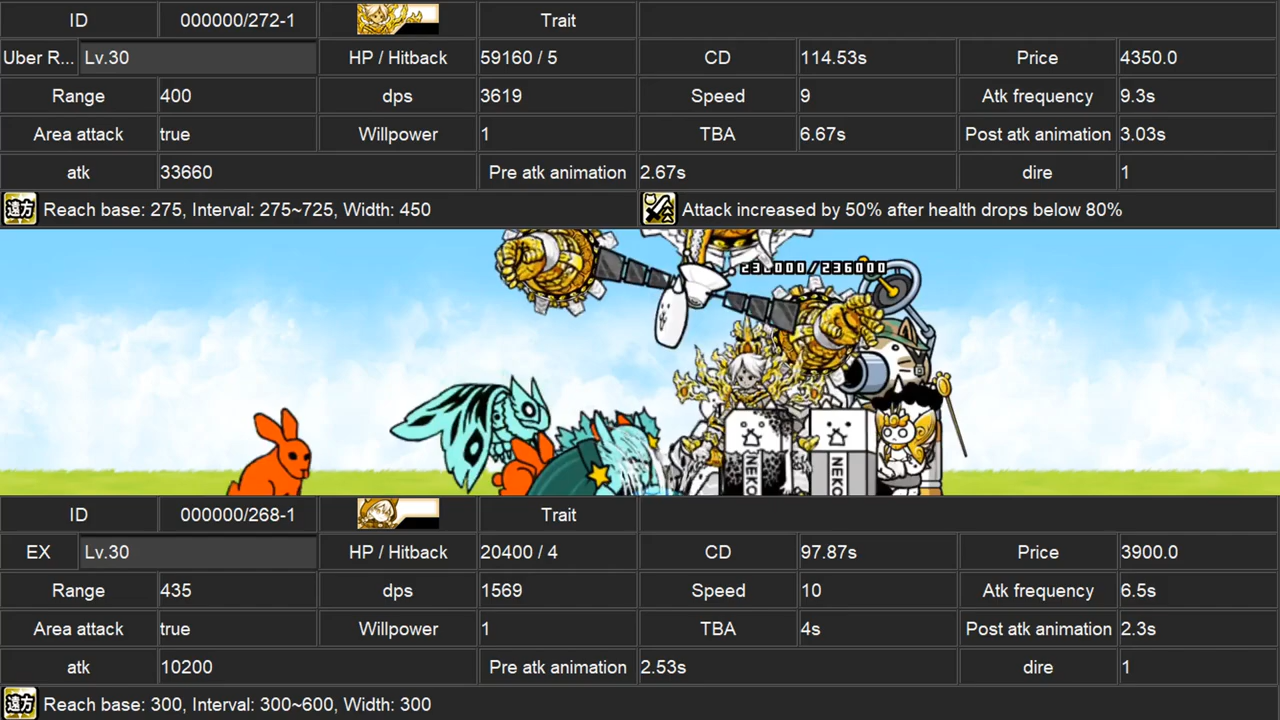 ID 000000/272-1 Trait
Uber R... Lv.30 HP / Hitback 59160 / 5 CD 114.53s Price 4350.0
Range 400 dps 3619 Speed 9 Atk frequency 9.3s
Area attack true Willpower 1 TBA 6.67s Post atk animation 3.03s
atk 33660 Pre atk animation 2.67s dire 1
遠方 Reach base: 275, Interval: 275~725, Width: 450 Attack increased by 50% after health drops below 80%
/236000
NEKO NEKO
ID 000000/268-1 Trait
EX Lv.30 HP / Hitback 20400 / 4 CD 97.87s Price 3900.0
Range 435 dps 1569 Speed 10 Atk frequency 6.5s
Area attack true Willpower 1 TBA 4s Post atk animation 2.3s
atk 10200 Pre atk animation 2.53s dire 1
遠方 Reach base: 300, Interval: 300~600, Width: 300